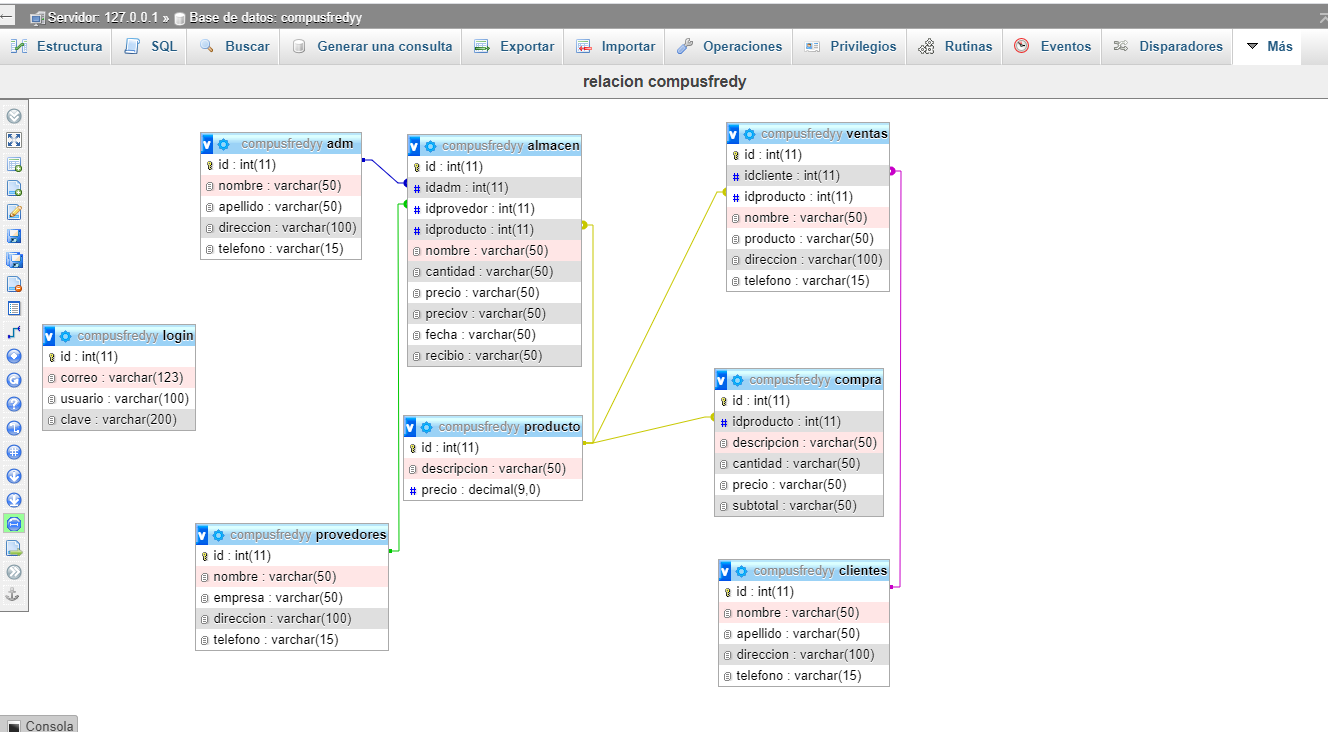 Servidor: 127.0.0.1 » Base de datos: compusfredyy
Estructura SQL Buscar Generar una consulta Exportar Importar Operaciones Privilegios Rutinas Eventos Disparadores Más
relacion compusfredy
compusfredyy adm
id : int(11)
nombre : varchar(50)
apellido : varchar(50)
direccion : varchar(100)
telefono : varchar(15)
compusfredyy almacen
id : int(11)
idadm : int(11)
idprovedor : int(11)
idproducto : int(11)
nombre : varchar(50)
cantidad : varchar(50)
precio : varchar(50)
preciov : varchar(50)
fecha : varchar(50)
recibio : varchar(50)
compusfredyy ventas
id : int(11)
idcliente : int(11)
idproducto : int(11)
nombre : varchar(50)
producto : varchar(50)
direccion : varchar(100)
telefono : varchar(15)
compusfredyy login
id : int(11)
correo : varchar(123)
usuario : varchar(100)
clave : varchar(200)
compusfredyy producto
id : int(11)
descripcion : varchar(50)
precio : decimal(9,0)
compusfredyy compra
id : int(11)
idproducto : int(11)
descripcion : varchar(50)
cantidad : varchar(50)
precio : varchar(50)
subtotal : varchar(50)
compusfredyy provedores
id : int(11)
nombre : varchar(50)
empresa : varchar(50)
direccion : varchar(100)
telefono : varchar(15)
compusfredyy clientes
id : int(11)
nombre : varchar(50)
apellido : varchar(50)
direccion : varchar(100)
telefono : varchar(15)
Consola